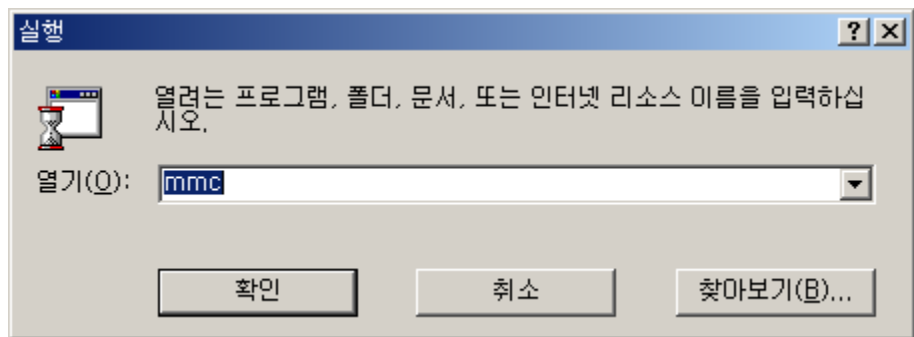 실행
열려는 프로그램, 폴더, 문서, 또는 인터넷 리소스 이름을 입력하십
시오.
열기(O): mmc
확인 취소 찾아보기(B)...